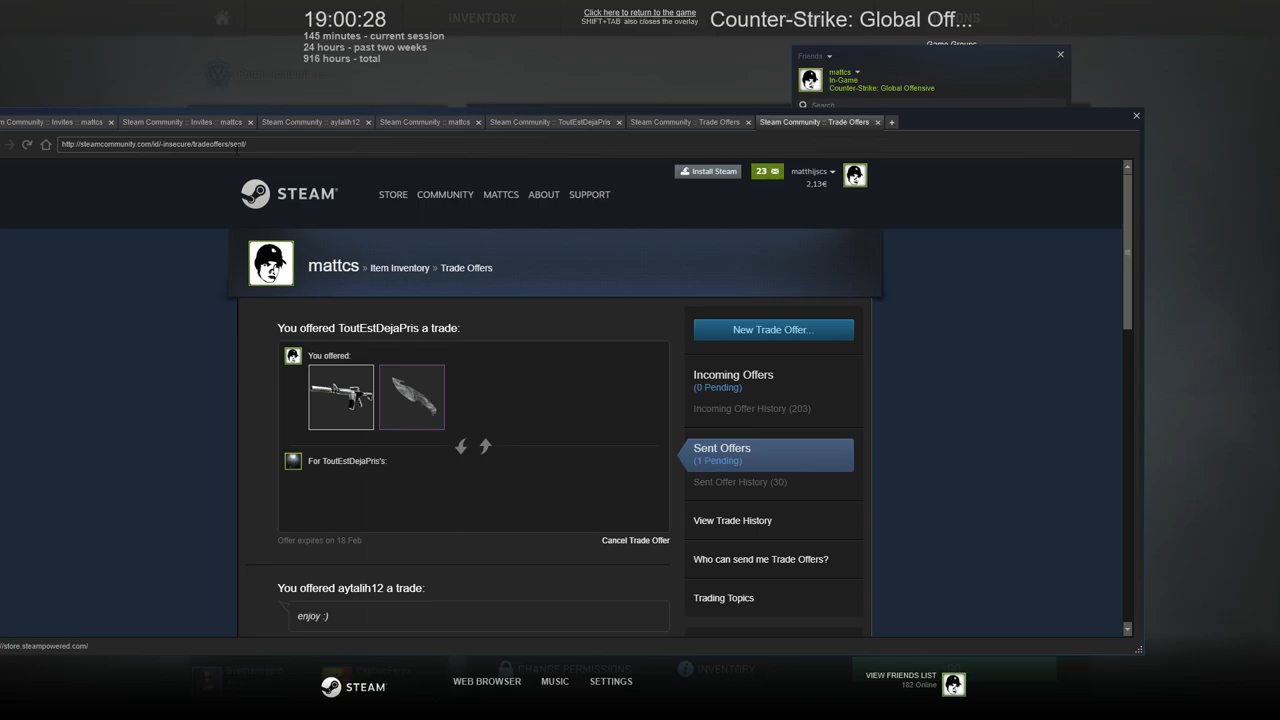 19:00:28
145 minutes - current session
24 hours - past two weeks
916 hours - total
INVENTORY
Click here to return to the game
SHIFT+TAB also closes the overlay
Counter-Strike: Global Off...
Game Groups
Friends
mattcs
In-Game
Counter-Strike: Global Offensive
Search
m Community :: Invites :: mattcs
Steam Community :: Invites :: mattcs
Steam Community :: aytalih12
Steam Community :: mattcs
Steam Community :: ToutEstDejaPris
Steam Community :: Trade Offers
Steam Community :: Trade Offers
http://steamcommunity.com/id/-insecure/tradeoffers/sent/
STEAM®
STORE COMMUNITY MATTCS ABOUT SUPPORT
Install Steam
23
matthijscs
2,13€
mattcs » Item Inventory » Trade Offers
You offered ToutEstDejaPris a trade:
You offered:
For ToutEstDejaPris's:
Offer expires on 18 Feb
Cancel Trade Offer
You offered aytalih12 a trade:
enjoy :)
New Trade Offer...
Incoming Offers
(0 Pending)
Incoming Offer History (203)
Sent Offers
(1 Pending)
Sent Offer History (30)
View Trade History
Who can send me Trade Offers?
Trading Topics
://store.steampowered.com/
CHANGE PERMISSIONS
INVENTORY
GO
STEAM
WEB BROWSER MUSIC SETTINGS
VIEW FRIENDS LIST
182 Online